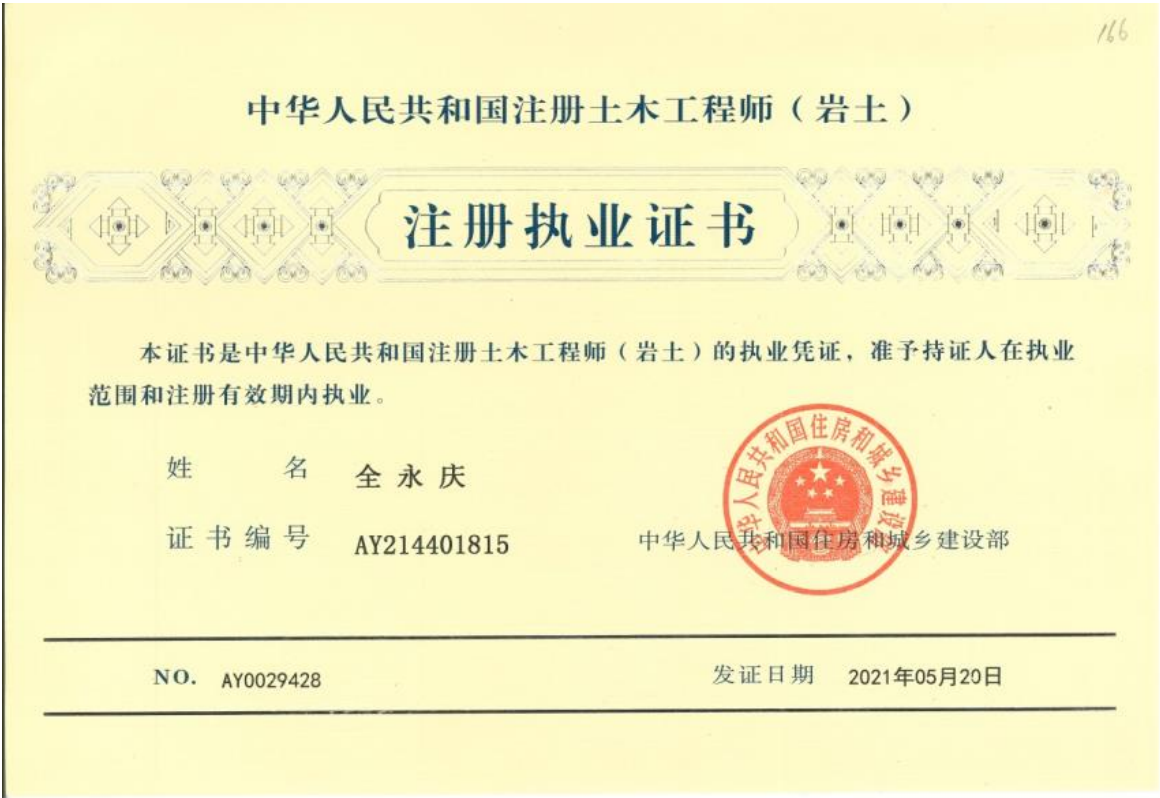 166
中华人民共和国注册土木工程师（岩土）
注册执业证书
本证书是中华人民共和国注册土木工程师（岩土）的执业凭证，准予持证人在执业
范围和注册有效期内执业。
姓 名 全永庆
证书编号 AY214401815
中华人民共和国住房和城乡建设部
中华人民共和国住房和城乡建设部
NO. AY0029428 发证日期 2021年05月20日